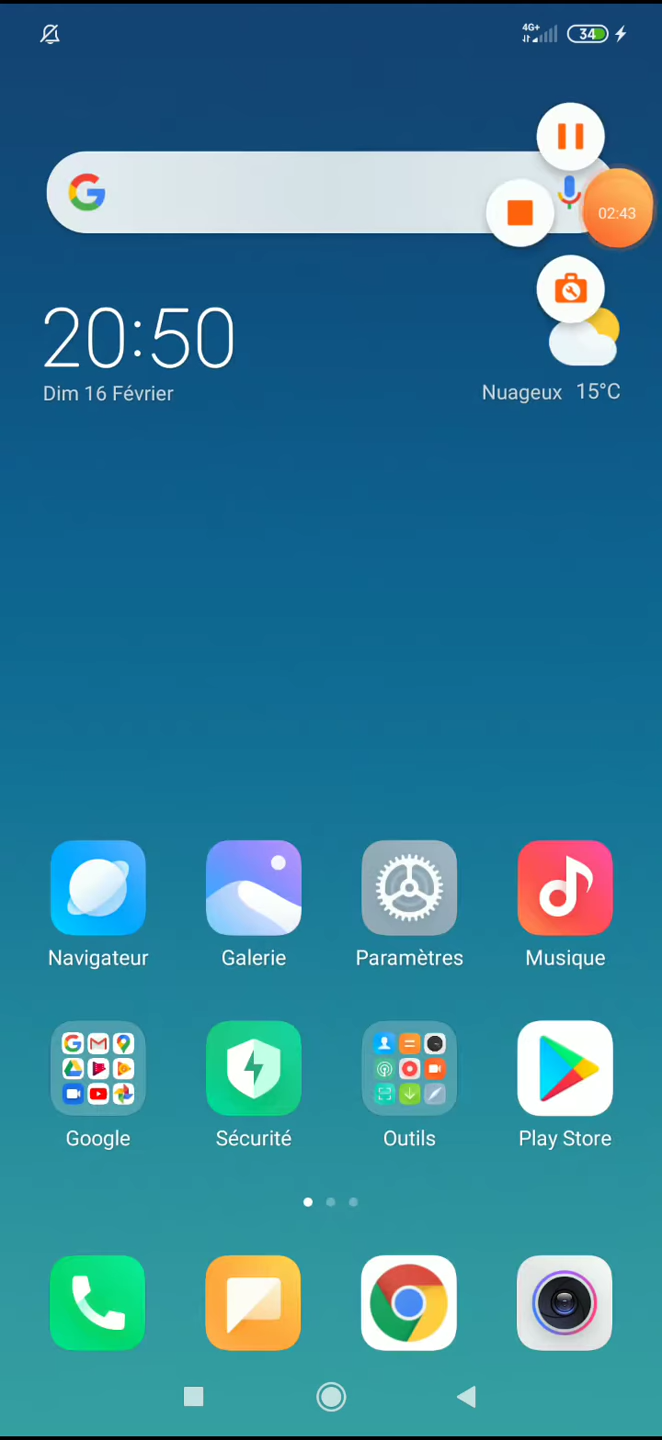 4G+ 34
02:43
20:50
Dim 16 Février
Nuageux 15°C
Navigateur Galerie Paramètres Musique
Google Sécurité Outils Play Store